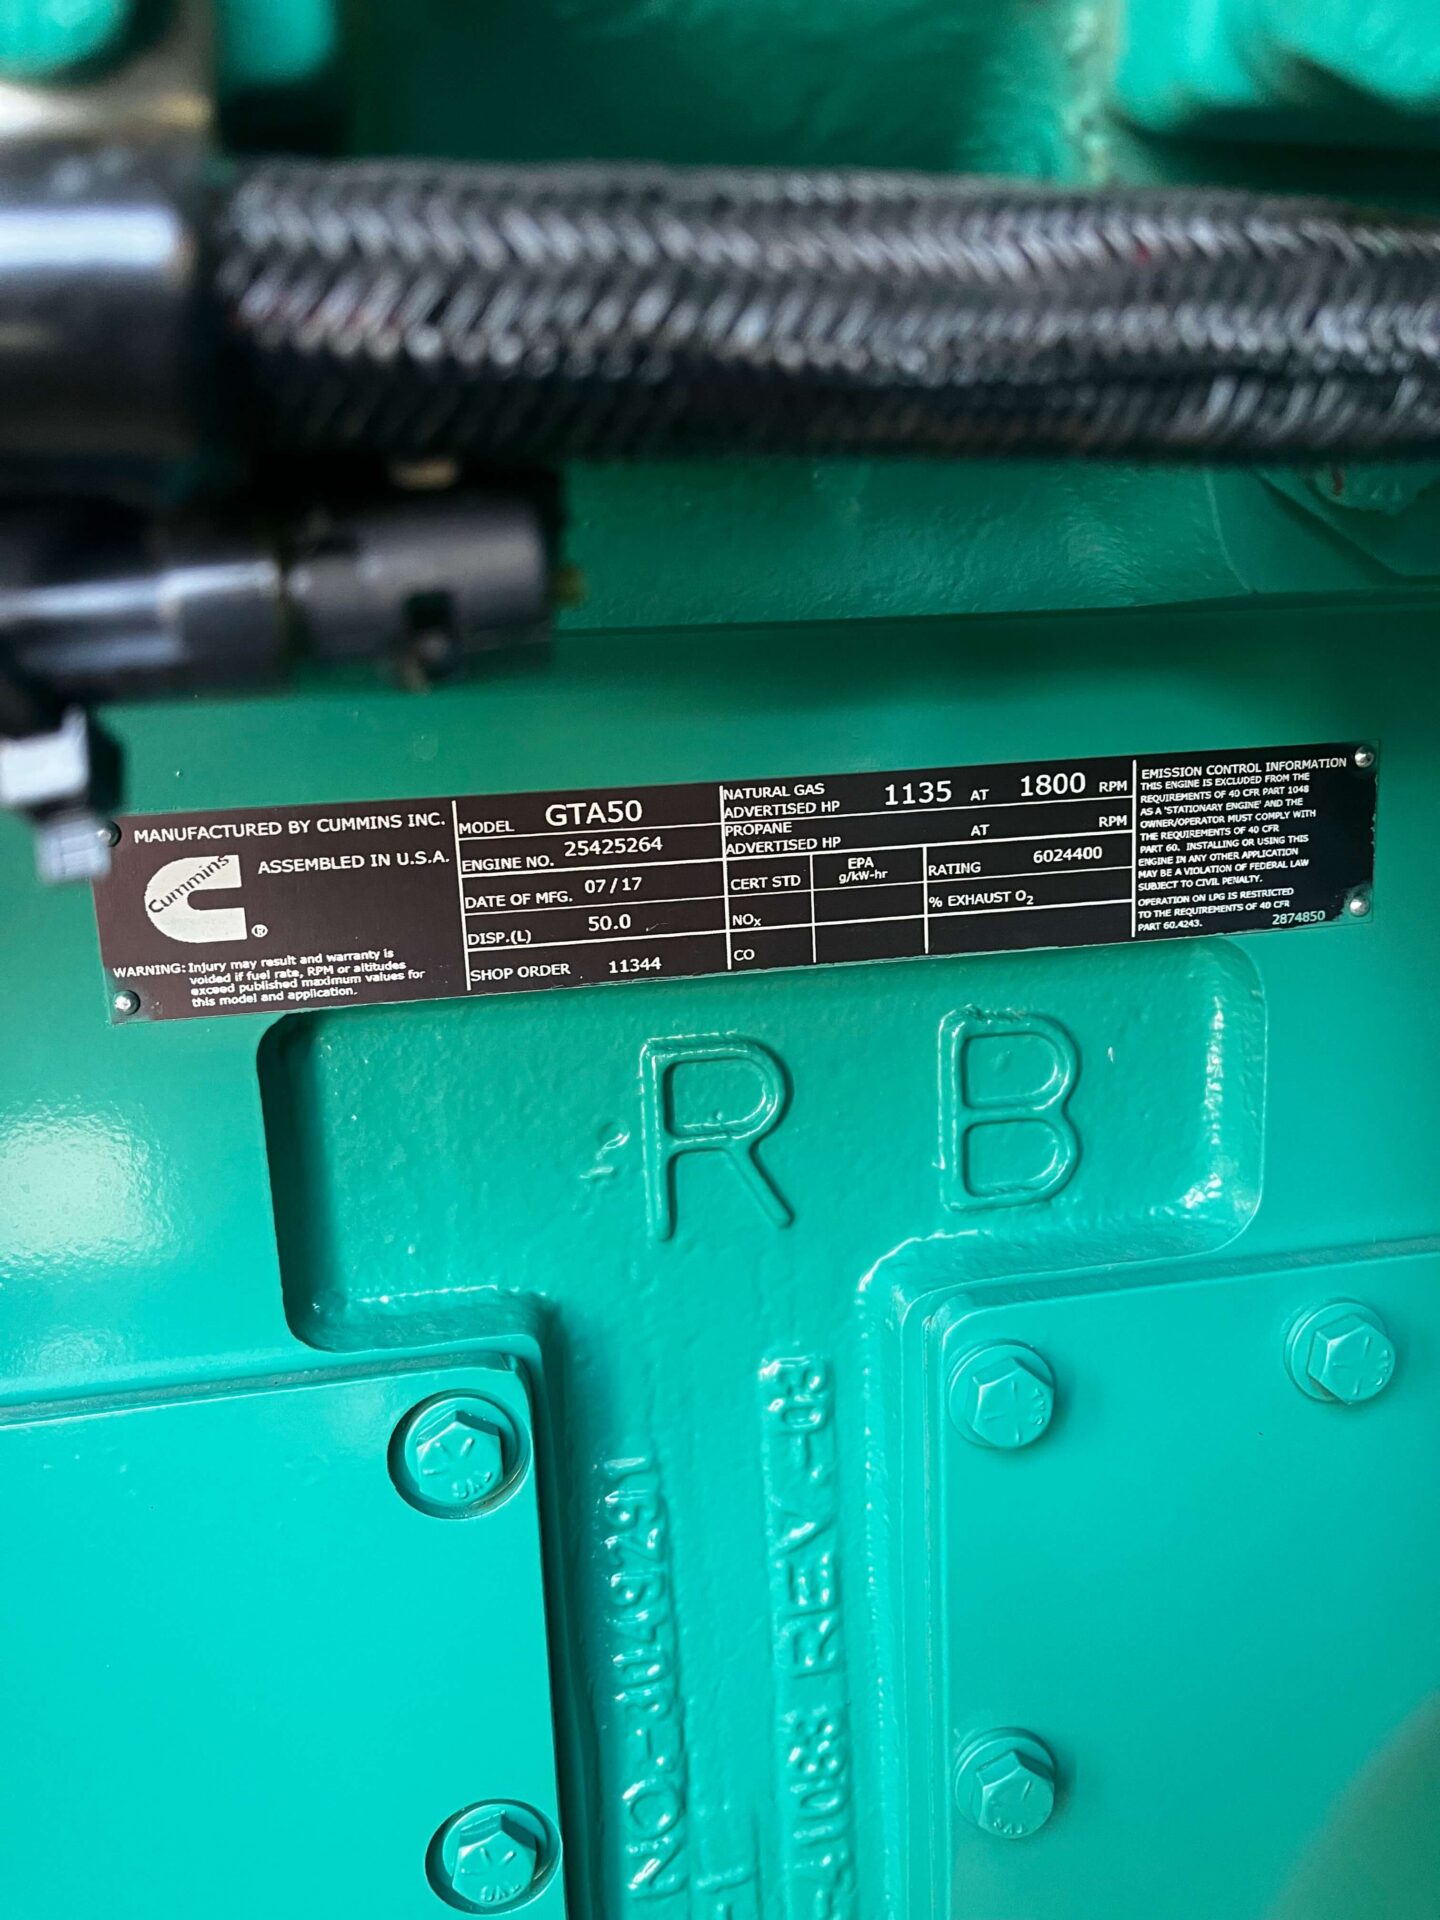 MANUFACTURED BY CUMMINS INC.
ASSEMBLED IN U.S.A.
Cummins
®
WARNING: Injury may result and warranty is
voided if fuel rate, RPM or altitudes
exceed published maximum values for
this model and application.
MODEL GTA50
ENGINE NO. 25425264
DATE OF MFG. 07/17
DISP.(L) 50.0
SHOP ORDER 11344
NATURAL GAS
ADVERTISED HP 1135 AT 1800 RPM
PROPANE
ADVERTISED HP AT RPM
CERT STD EPA
g/kW-hr
RATING 6024400
NOx % EXHAUST O2
CO
EMISSION CONTROL INFORMATION
THIS ENGINE IS EXCLUDED FROM THE
REQUIREMENTS OF 40 CFR PART 1048
AS A 'STATIONARY ENGINE' AND THE
OWNER/OPERATOR MUST COMPLY WITH
THE REQUIREMENTS OF 40 CFR
PART 60. INSTALLING OR USING THIS
ENGINE IN ANY OTHER APPLICATION
MAY BE A VIOLATION OF FEDERAL LAW
SUBJECT TO CIVIL PENALTY.
OPERATION ON LPG IS RESTRICTED
TO THE REQUIREMENTS OF 40 CFR
PART 60.4243. 2874850
R B
REV-03